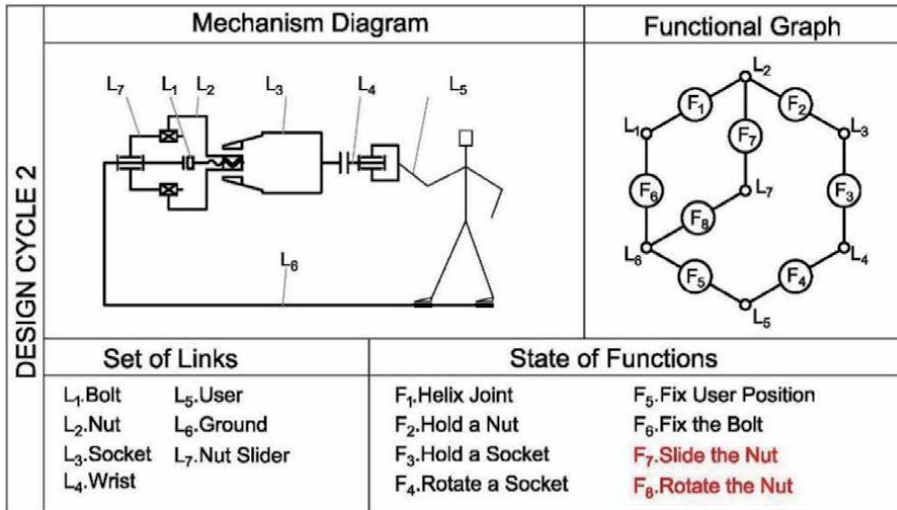 DESIGN CYCLE 2
Mechanism Diagram
Functional Graph
L7 L1 L2 L3 L4 L5
L6
L2
F1 F2
L1 F7 L3
F6 L7 F3
F8
L6 L4
F5 F4
L5
Set of Links
L1.Bolt L5.User
L2.Nut L6.Ground
L3.Socket L7.Nut Slider
L4.Wrist
State of Functions
F1.Helix Joint F5.Fix User Position
F2.Hold a Nut F6.Fix the Bolt
F3.Hold a Socket F7.Slide the Nut
F4.Rotate a Socket F8.Rotate the Nut